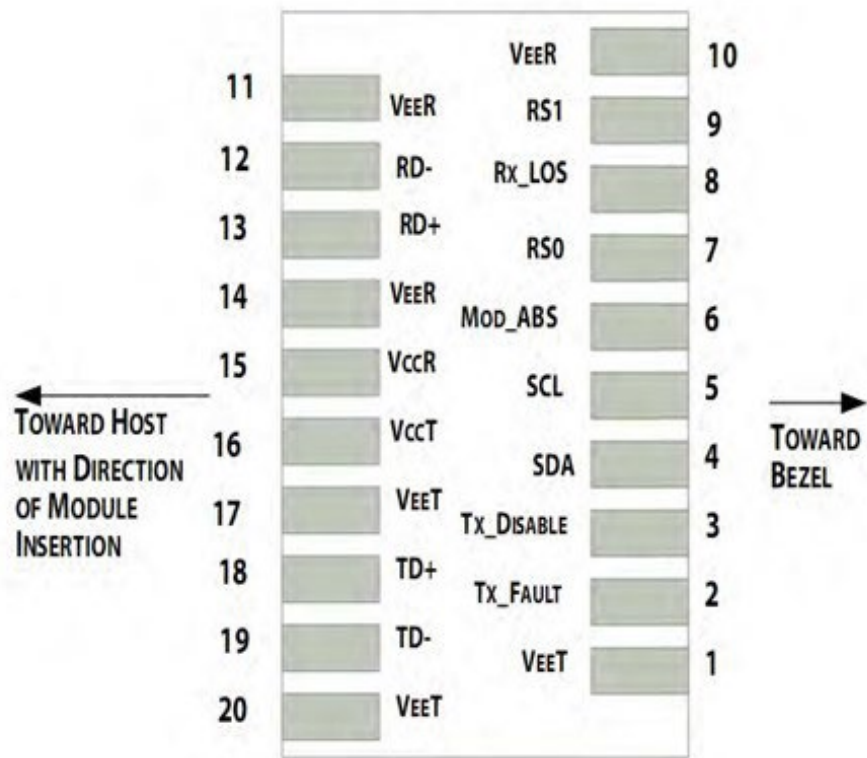 11
VEER
12
RD-
13
RD+
14
VEER
15
VCCR
16
VCCT
17
VEET
18
TD+
19
TD-
20
VEET
VEER
10
RS1
9
RX_LOS
8
RS0
7
MOD_ABS
6
SCL
5
SDA
4
TX_DISABLE
3
TX_FAULT
2
VEET
1
TOWARD HOST
WITH DIRECTION
OF MODULE
INSERTION
TOWARD
BEZEL